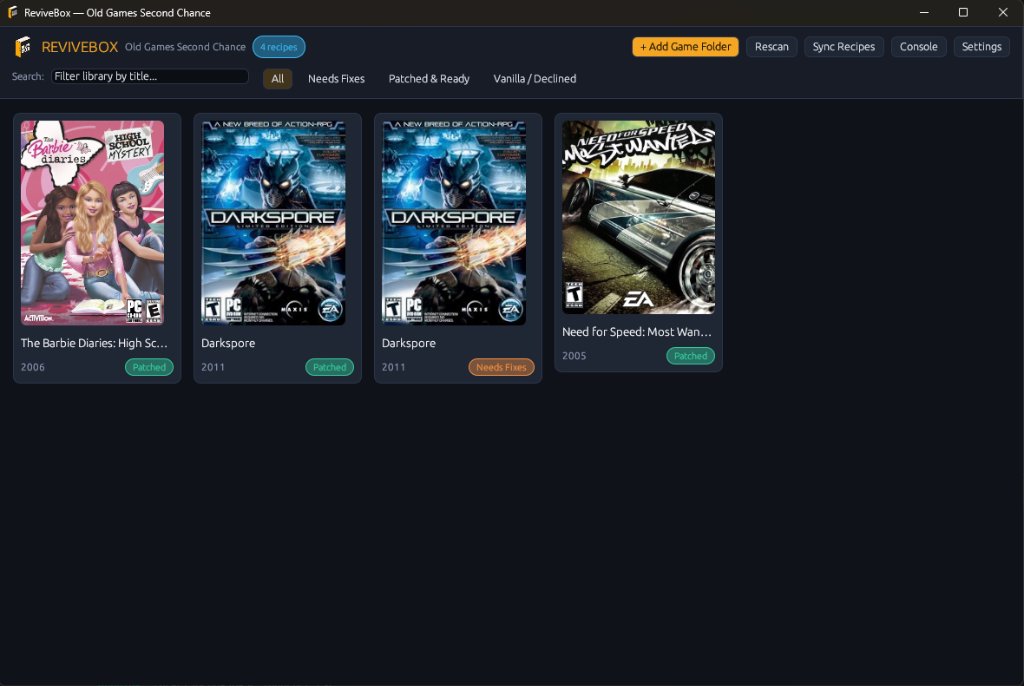 ReviveBox — Old Games Second Chance
REVIVEBOX Old Games Second Chance 4 recipes
+ Add Game Folder Rescan Sync Recipes Console Settings
Search: Filter library by title... All Needs Fixes Patched & Ready Vanilla / Declined
The Barbie diaries
HIGH SCHOOL MYSTERY
PC
ACTIVISION
The Barbie Diaries: High Sc...
2006 Patched
A NEW BREED OF ACTION-RPG
DARKSPORE
LIMITED EDITION
PC
MAXIS
EA
Darkspore
2011 Patched
A NEW BREED OF ACTION-RPG
DARKSPORE
LIMITED EDITION
PC
MAXIS
EA
Darkspore
2011 Needs Fixes
NEED FOR SPEED
MOST WANTED
EA
Need for Speed: Most Wan...
2005 Patched